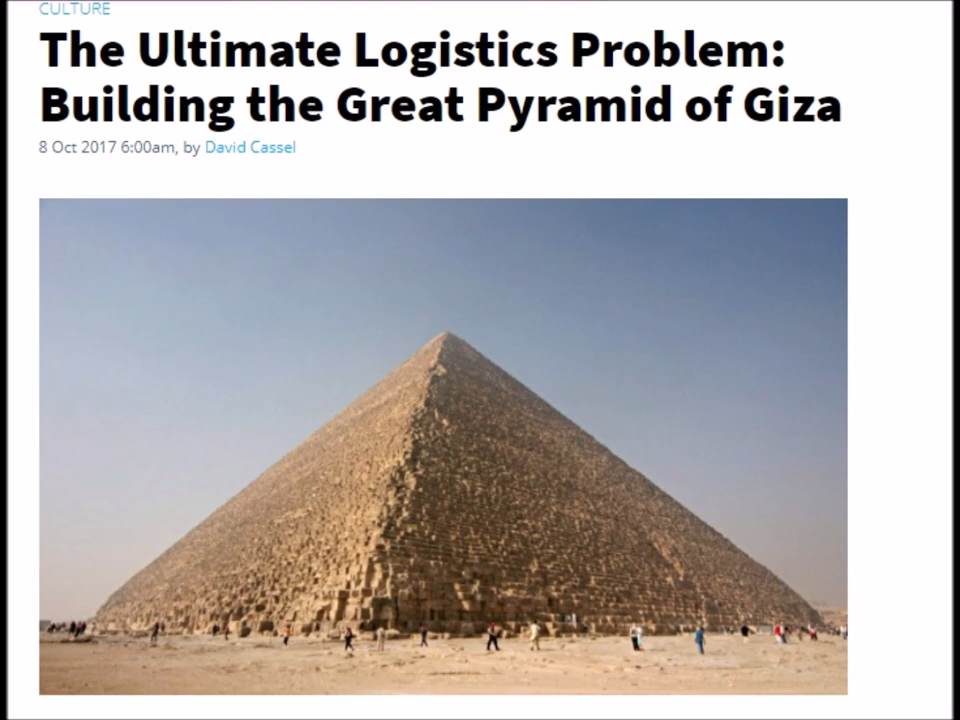 CULTURE
The Ultimate Logistics Problem:
Building the Great Pyramid of Giza
8 Oct 2017 6:00am, by David Cassel